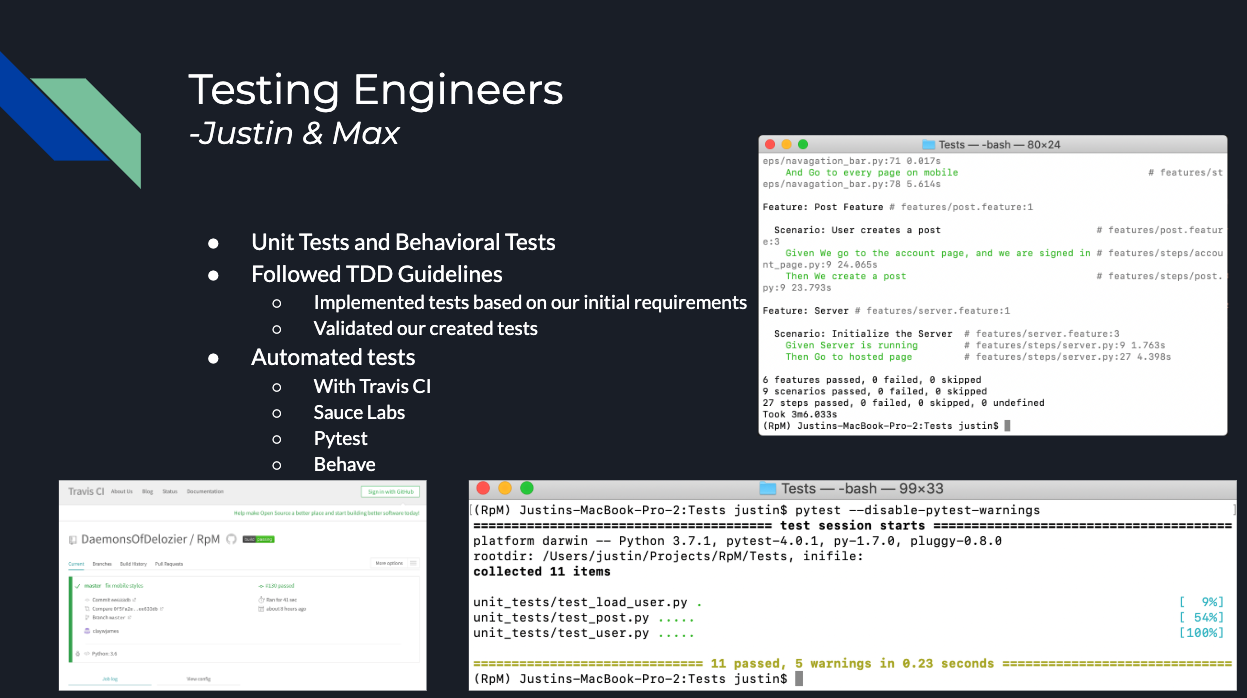 Testing Engineers
-Justin & Max
● Unit Tests and Behavioral Tests
● Followed TDD Guidelines
○ Implemented tests based on our initial requirements
○ Validated our created tests
● Automated tests
○ With Travis CI
○ Sauce Labs
○ Pytest
○ Behave
Tests — -bash — 80×24
eps/navagation_bar.py:71 0.017s
And Go to every page on mobile # features/st
eps/navagation_bar.py:78 5.614s
Feature: Post Feature # features/post.feature:1
Scenario: User creates a post # features/post.featur
e:3
Given We go to the account page, and we are signed in # features/steps/accou
nt_page.py:9 24.065s
Then We create a post # features/steps/post.
py:9 23.793s
Feature: Server # features/server.feature:1
Scenario: Initialize the Server # features/server.feature:3
Given Server is running # features/steps/server.py:9 1.763s
Then Go to hosted page # features/steps/server.py:27 4.398s
6 features passed, 0 failed, 0 skipped
9 scenarios passed, 0 failed, 0 skipped
27 steps passed, 0 failed, 0 skipped, 0 undefined
Took 3m6.033s
(RpM) Justins-MacBook-Pro-2:Tests justin$
Travis CI About Us Blog Status Documentation Sign in with GitHub
Help make Open Source a better place and start building better software today!
DaemonsOfDelozier / RpM build passing
Current Branches Build History Pull Requests More options
master fix mobile styles #130 passed
Commit Ran for 41 sec
Compare about 8 hours ago
Branch master
claywjames
Python: 3.6
Job log View config
Tests — -bash — 99×33
[(RpM) Justins-MacBook-Pro-2:Tests justin$ pytest --disable-pytest-warnings ]
======================================= test session starts =======================================
platform darwin -- Python 3.7.1, pytest-4.0.1, py-1.7.0, pluggy-0.8.0
rootdir: /Users/justin/Projects/RpM/Tests, inifile:
collected 11 items
unit_tests/test_load_user.py . [  9%]
unit_tests/test_post.py ..... [ 54%]
unit_tests/test_user.py ..... [100%]
============================== 11 passed, 5 warnings in 0.23 seconds ==============================
(RpM) Justins-MacBook-Pro-2:Tests justin$